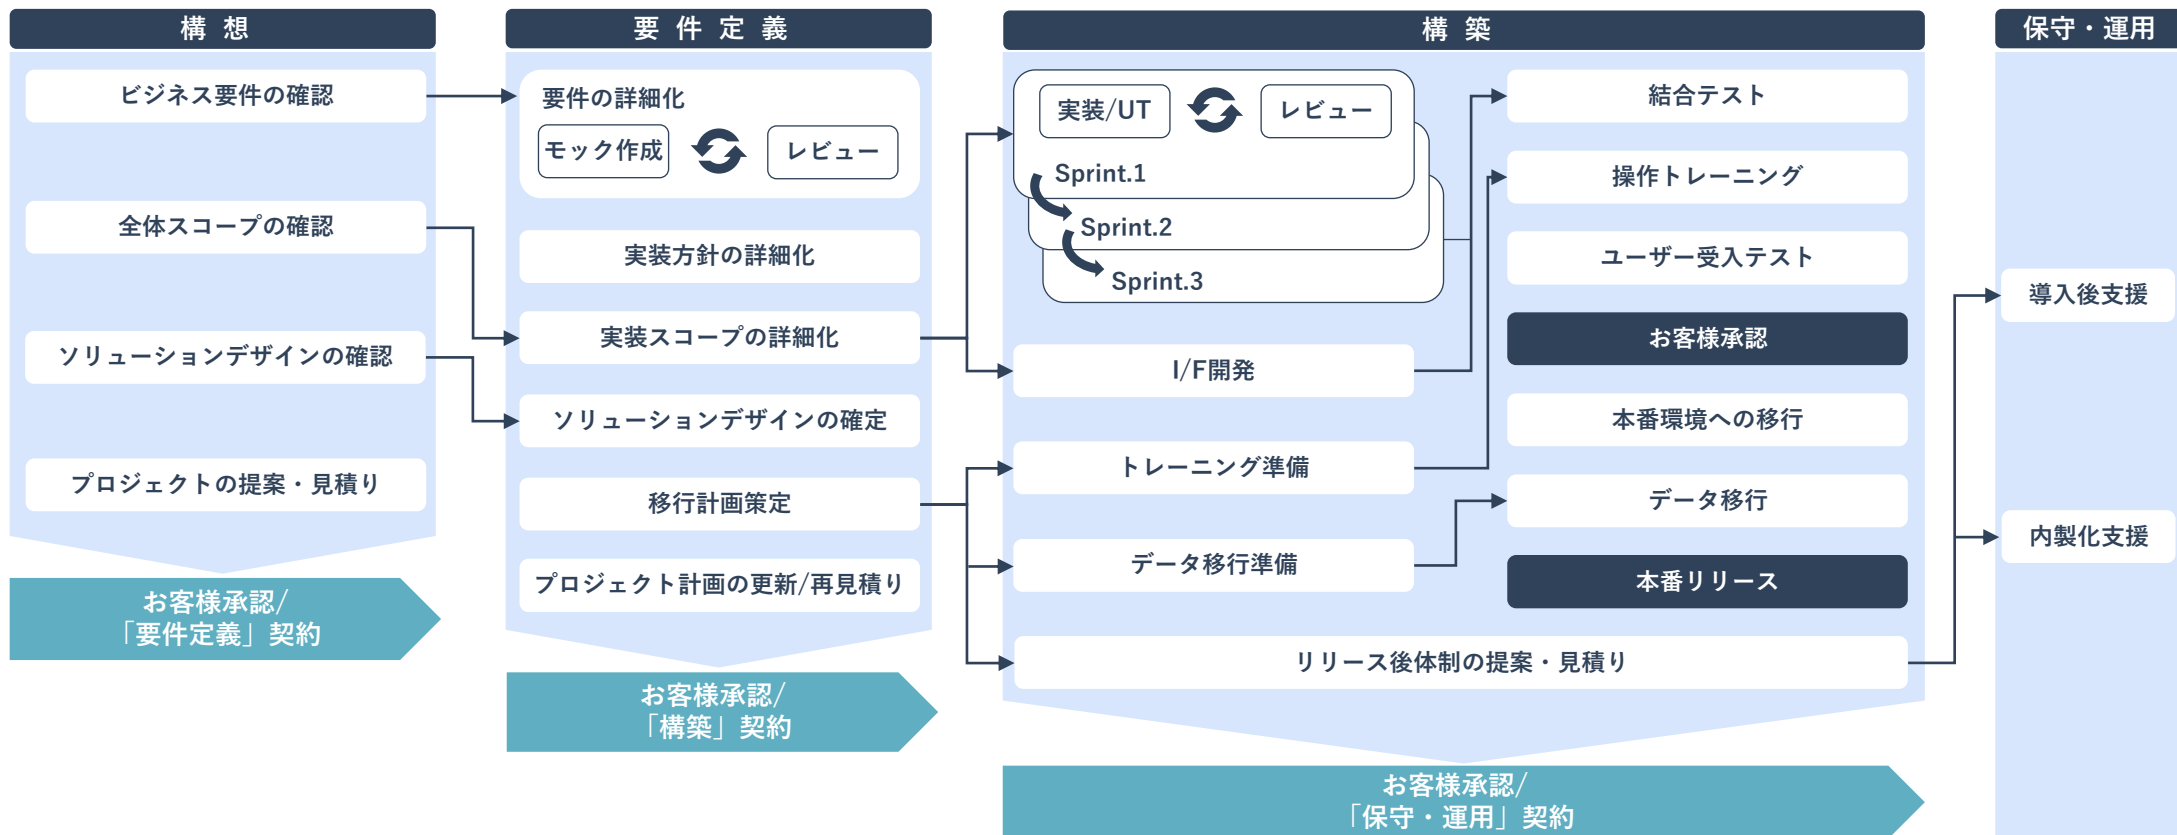 構想
ビジネス要件の確認
全体スコープの確認
ソリューションデザインの確認
プロジェクトの提案・見積り
お客様承認/
「要件定義」契約
要件定義
要件の詳細化
モック作成
レビュー
実装方針の詳細化
実装スコープの詳細化
ソリューションデザインの確定
移行計画策定
プロジェクト計画の更新/再見積り
お客様承認/
「構築」契約
構築
実装/UT
レビュー
Sprint.1
Sprint.2
Sprint.3
I/F開発
トレーニング準備
データ移行準備
結合テスト
操作トレーニング
ユーザー受入テスト
お客様承認
本番環境への移行
データ移行
本番リリース
リリース後体制の提案・見積り
お客様承認/
「保守・運用」契約
保守・運用
導入後支援
内製化支援